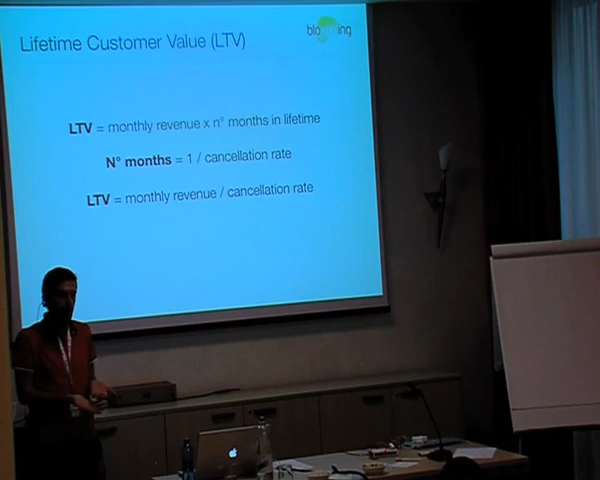 Lifetime Customer Value (LTV)
LTV = monthly revenue x n° months in lifetime
N° months = 1 / cancellation rate
LTV = monthly revenue / cancellation rate